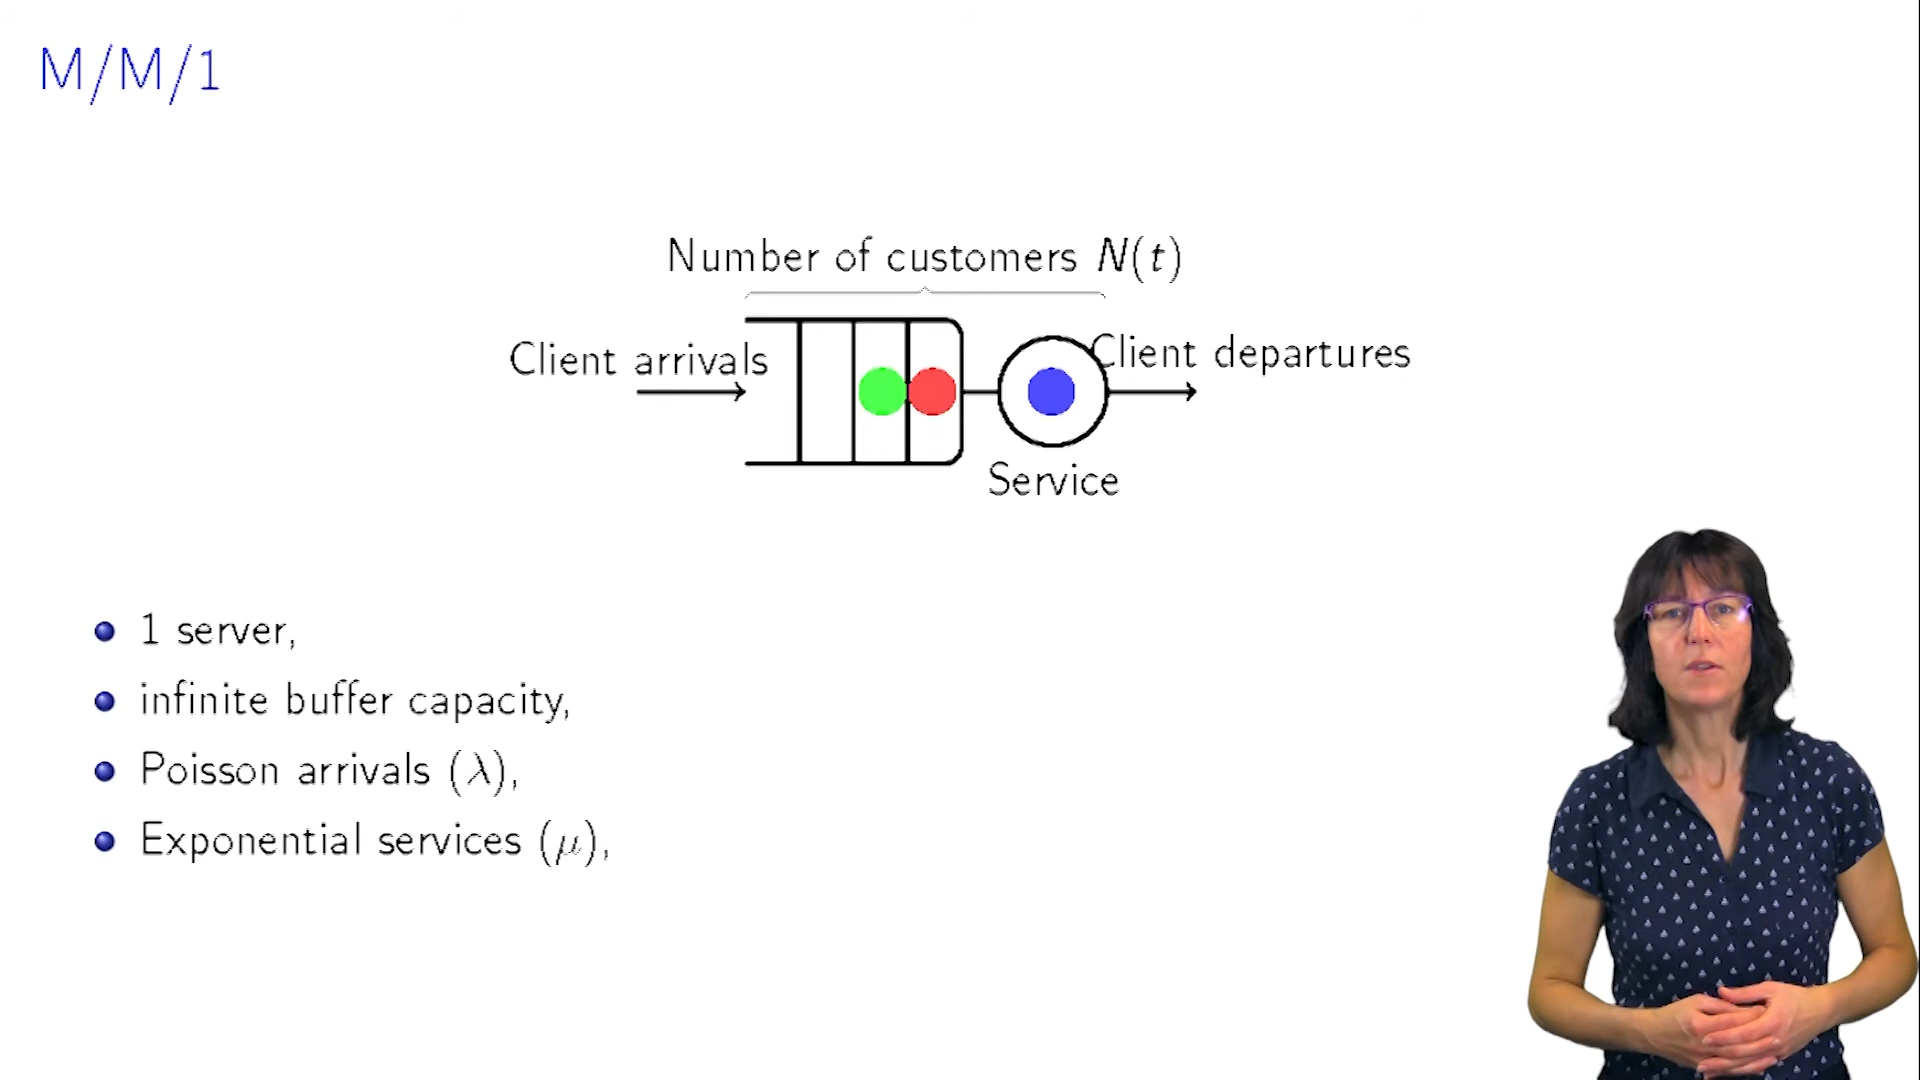 M/M/1
Number of customers N(t)
Client arrivals
Client departures
Service
1 server,
infinite buffer capacity,
Poisson arrivals (λ),
Exponential services (μ),